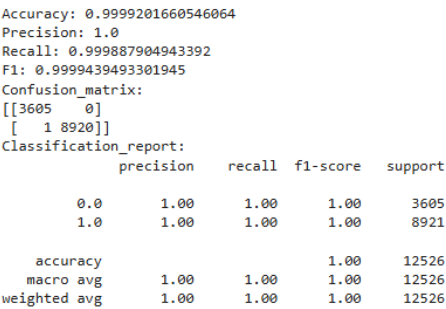 Accuracy: 0.9999201660546064
Precision: 1.0
Recall: 0.999887904943392
F1: 0.9999439493301945
Confusion_matrix:
[[3605    0]
 [   1 8920]]
Classification_report:
              precision    recall  f1-score   support

         0.0       1.00      1.00      1.00      3605
         1.0       1.00      1.00      1.00      8921

    accuracy                           1.00     12526
   macro avg       1.00      1.00      1.00     12526
weighted avg       1.00      1.00      1.00     12526